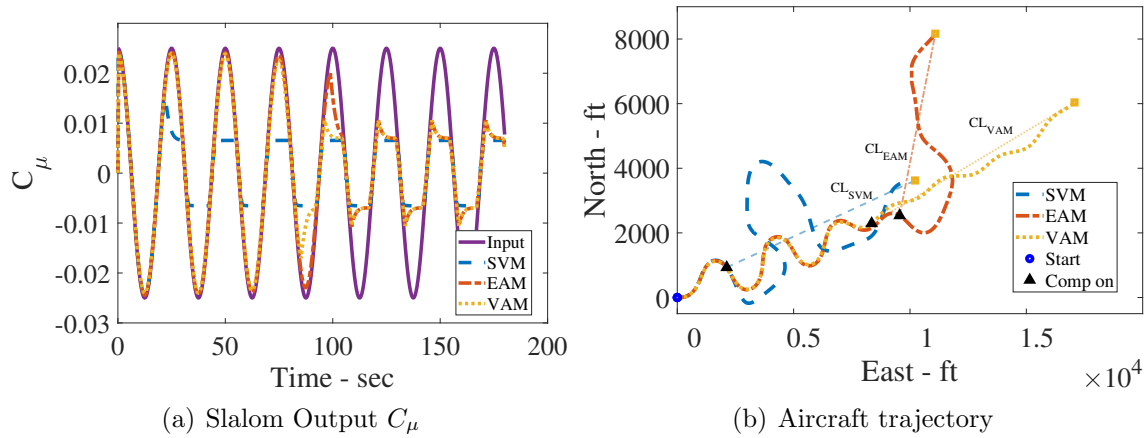 0.02
0.01
0
-0.01
-0.02
-0.03
C_μ
0 50 100 150 200
Time - sec
Input
SVM
EAM
VAM
(a) Slalom Output C_μ
8000
6000
4000
2000
0
North - ft
CL_EAM
CL_SVM
CL_VAM
SVM
EAM
VAM
Start
Comp on
0 0.5 1 1.5
East - ft
×10^4
(b) Aircraft trajectory